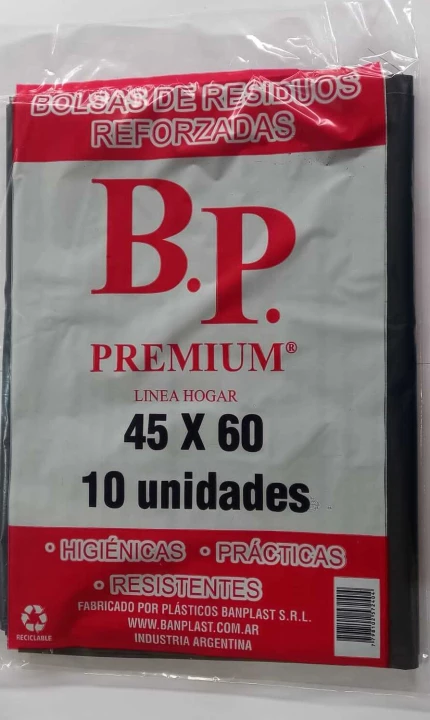 BOLSAS DE RESIDUOS
REFORZADAS
B.P.
PREMIUM®
LINEA HOGAR
45 X 60
10 unidades
• HIGIÉNICAS • PRÁCTICAS
• RESISTENTES
FABRICADO POR PLÁSTICOS BANPLAST S.R.L.
WWW.BANPLAST.COM.AR
INDUSTRIA ARGENTINA
RECICLABLE